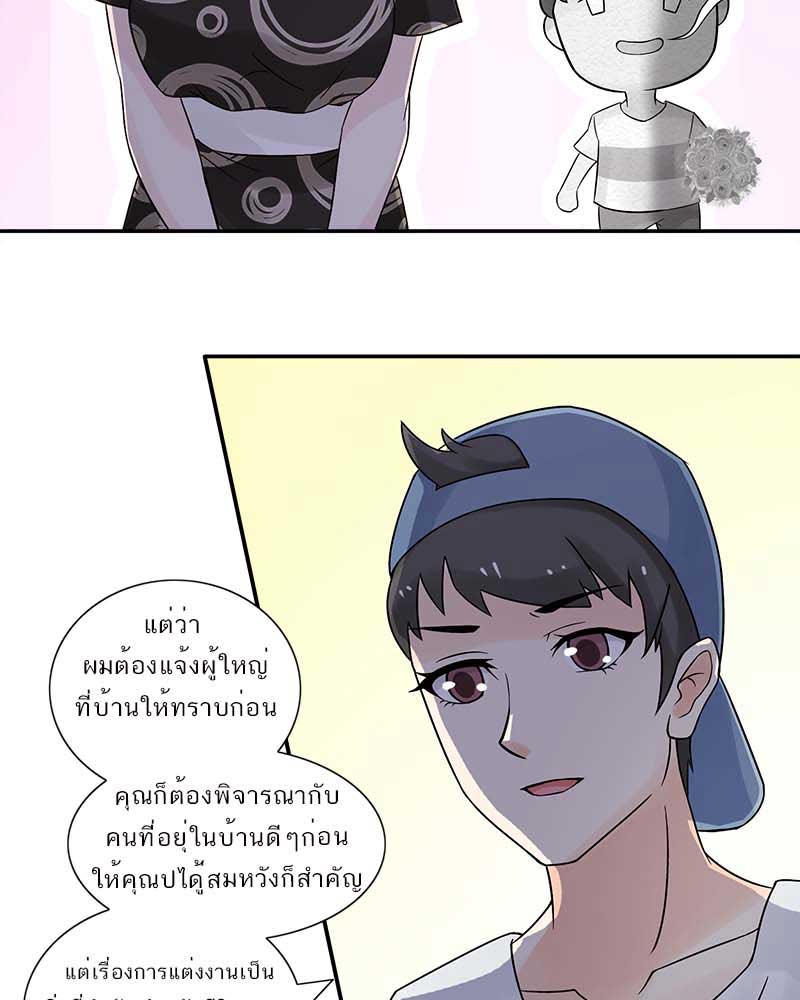 แต่ว่า
ผมต้องแจ้งผู้ใหญ่
ที่บ้านให้ทราบก่อน
คุณก็ต้องพิจารณากับ
คนที่อยู่ในบ้านดีๆก่อน
ให้คุณปไดู้่สมหวังก็สำคัญ
แต่เรื่องการแต่งงานเป็น